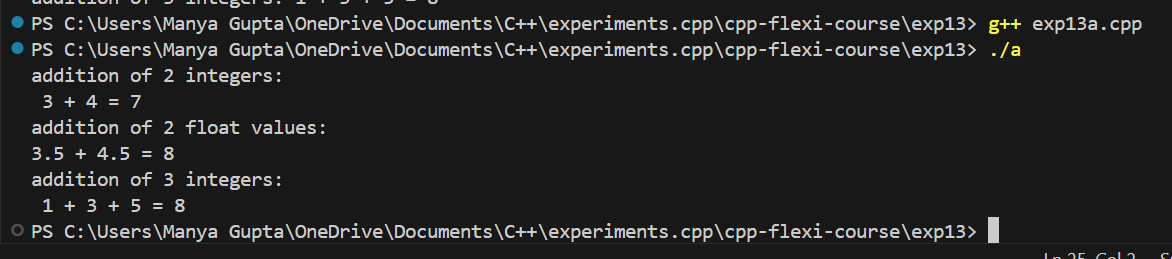 addition of 3 integers: 1 + 3 + 5 = 8
PS C:\Users\Manya Gupta\OneDrive\Documents\C++\experiments.cpp\cpp-flexi-course\exp13> g++ exp13a.cpp
PS C:\Users\Manya Gupta\OneDrive\Documents\C++\experiments.cpp\cpp-flexi-course\exp13> ./a
addition of 2 integers:
 3 + 4 = 7
addition of 2 float values:
3.5 + 4.5 = 8
addition of 3 integers:
 1 + 3 + 5 = 8
PS C:\Users\Manya Gupta\OneDrive\Documents\C++\experiments.cpp\cpp-flexi-course\exp13>
Ln 25, Col 2